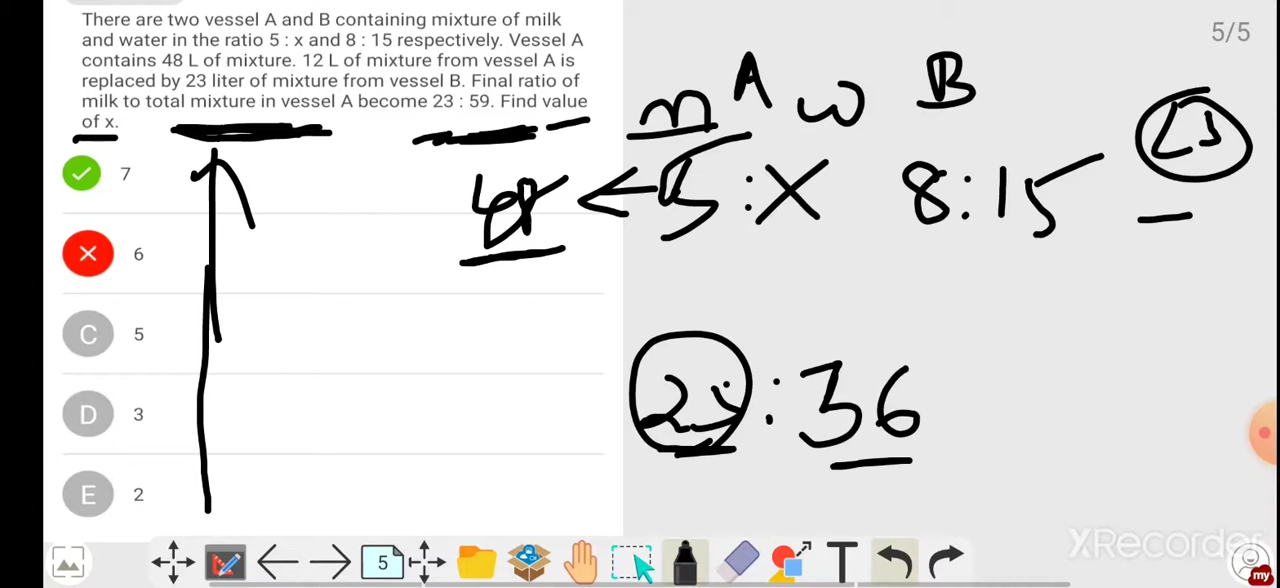 There are two vessel A and B containing mixture of milk
and water in the ratio 5 : x and 8 : 15 respectively. Vessel A
contains 48 L of mixture. 12 L of mixture from vessel A is
replaced by 23 liter of mixture from vessel B. Final ratio of
milk to total mixture in vessel A become 23 : 59. Find value
of x.
5/5
m A w B
48 5 : X 8 : 15 23
7
6
C 5
23 : 36
D 3
E 2
5
T
XRecorder
my